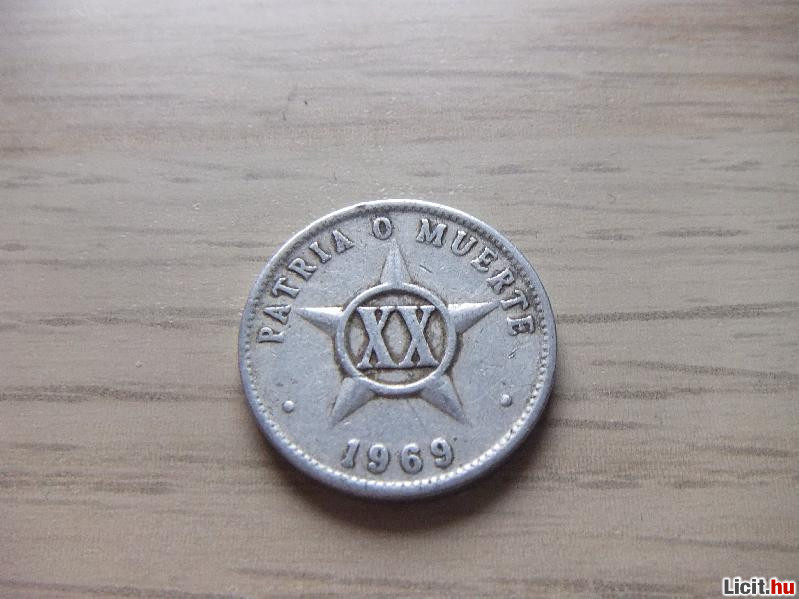 PATRIA O MUERTE
XX
1969
Licit.hu